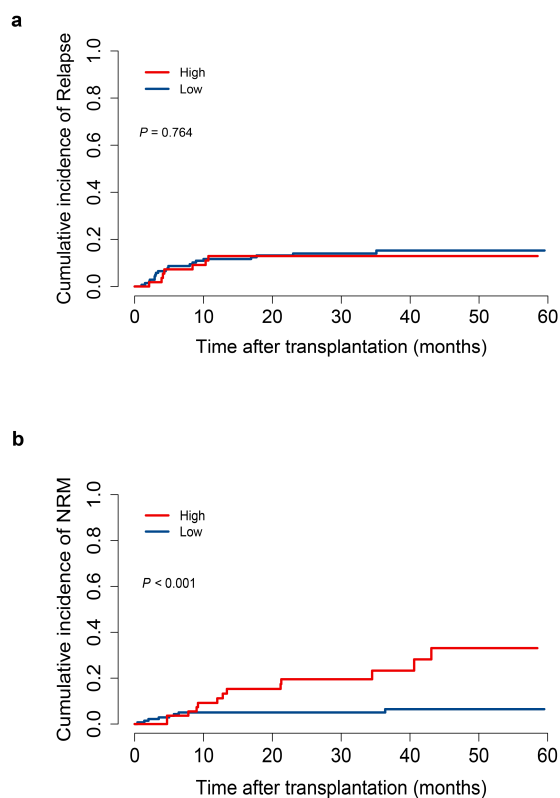 a
Cumulative incidence of Relapse
1.0
0.8
0.6
0.4
0.2
0.0
High
Low
P = 0.764
0 10 20 30 40 50 60
Time after transplantation (months)
b
Cumulative incidence of NRM
1.0
0.8
0.6
0.4
0.2
0.0
High
Low
P < 0.001
0 10 20 30 40 50 60
Time after transplantation (months)